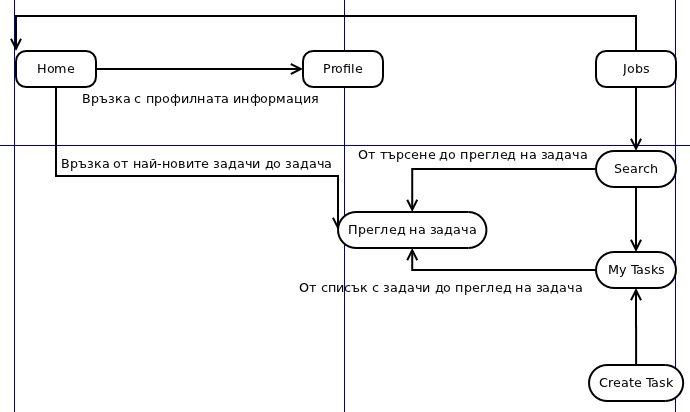 Home
Profile
Jobs
Връзка с профилната информация
От търсене до преглед на задача
Връзка от най-новите задачи до задача
Search
Преглед на задача
My Tasks
От списък с задачи до преглед на задача
Create Task